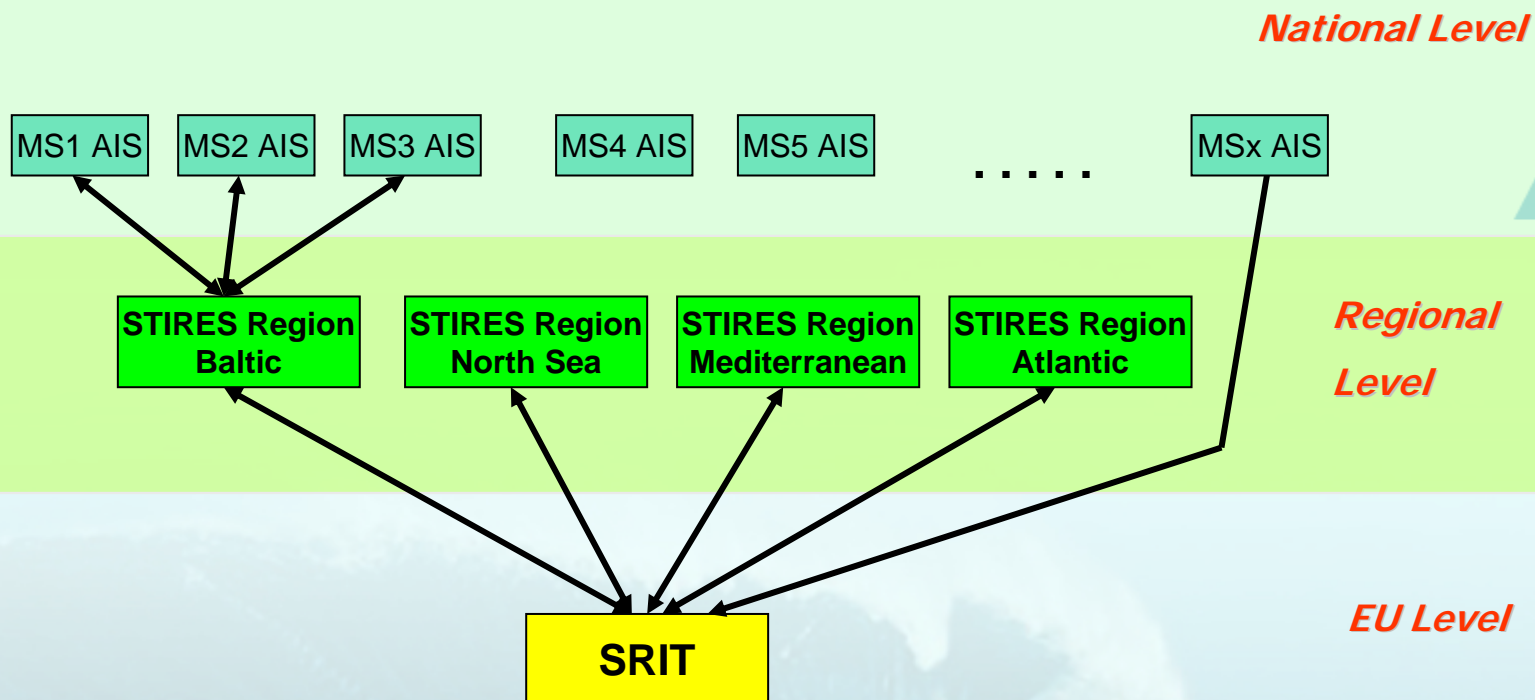 National Level
MS1 AIS
MS2 AIS
MS3 AIS
MS4 AIS
MS5 AIS
.....
MSx AIS
STIRES Region
Baltic
STIRES Region
North Sea
STIRES Region
Mediterranean
STIRES Region
Atlantic
Regional
Level
EU Level
SRIT